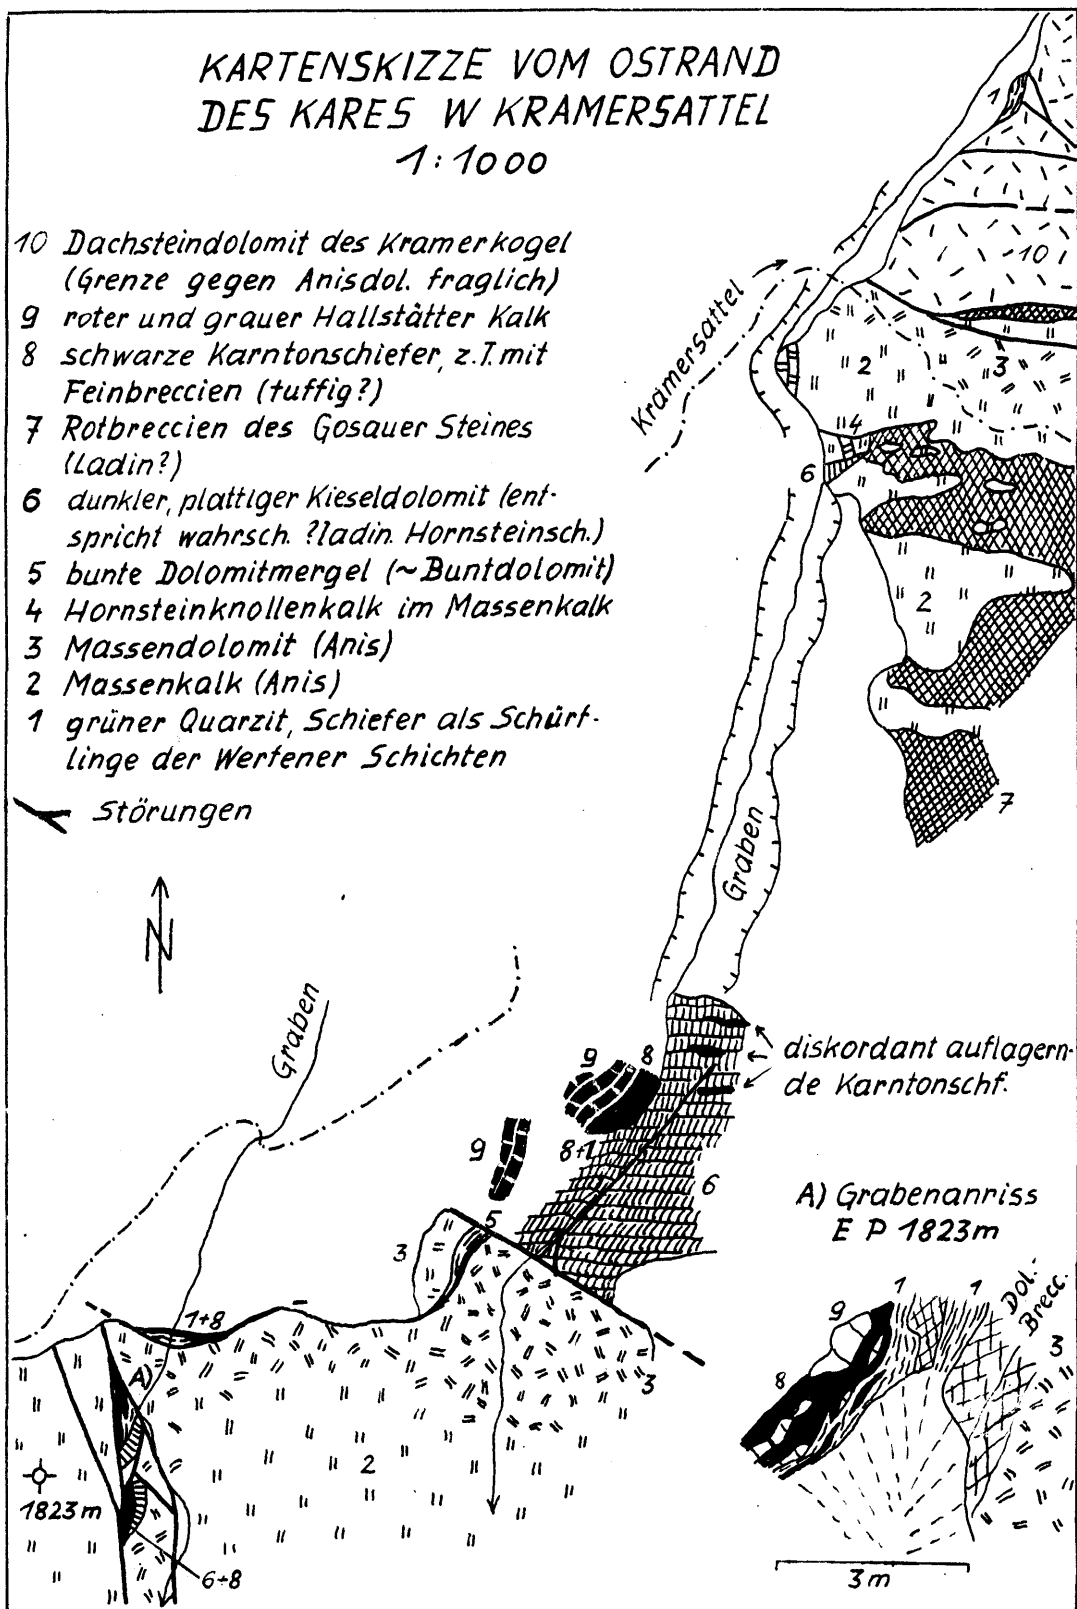 KARTENSKIZZE VOM OSTRAND
DES KARES W KRAMERSATTEL
1:1000
10 Dachsteindolomit des Kramerkogel
(Grenze gegen Anisdol. fraglich)
9 roter und grauer Hallstätter Kalk
8 schwarze Karntonschiefer, z.T. mit
Feinbreccien (tuffig?)
7 Rotbreccien des Gosauer Steines
(Ladin?)
6 dunkler, plattiger Kieseldolomit (ent-
spricht wahrsch. ?ladin. Hornsteinsch.)
5 bunte Dolomitmergel (~Buntdolomit)
4 Hornsteinknollenkalk im Massenkalk
3 Massendolomit (Anis)
2 Massenkalk (Anis)
1 grüner Quarzit, Schiefer als Schürf-
linge der Werfener Schichten
Störungen
N
1
10
Kramersattel
2
3
4
6
2
7
Graben
Graben
diskordant auflagern-
de Karntonschf.
9
8
9
8+1
6
5
3
1+8
A)
3
2
1823m
6+8
A) Grabenanriss
E P 1823m
1
1
Dol.-
Brecc.
9
8
3
3m